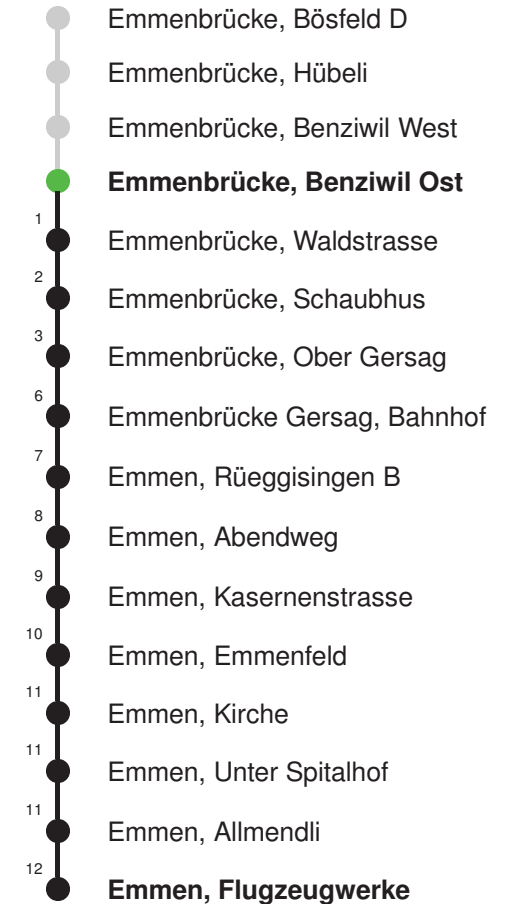 Emmenbrücke, Bösfeld D
Emmenbrücke, Hübeli
Emmenbrücke, Benziwil West
Emmenbrücke, Benziwil Ost
1 Emmenbrücke, Waldstrasse
2 Emmenbrücke, Schaubhus
3 Emmenbrücke, Ober Gersag
6 Emmenbrücke Gersag, Bahnhof
7 Emmen, Rüeggisingen B
8 Emmen, Abendweg
9 Emmen, Kasernenstrasse
10 Emmen, Emmenfeld
11 Emmen, Kirche
11 Emmen, Unter Spitalhof
11 Emmen, Allmendli
12 Emmen, Flugzeugwerke